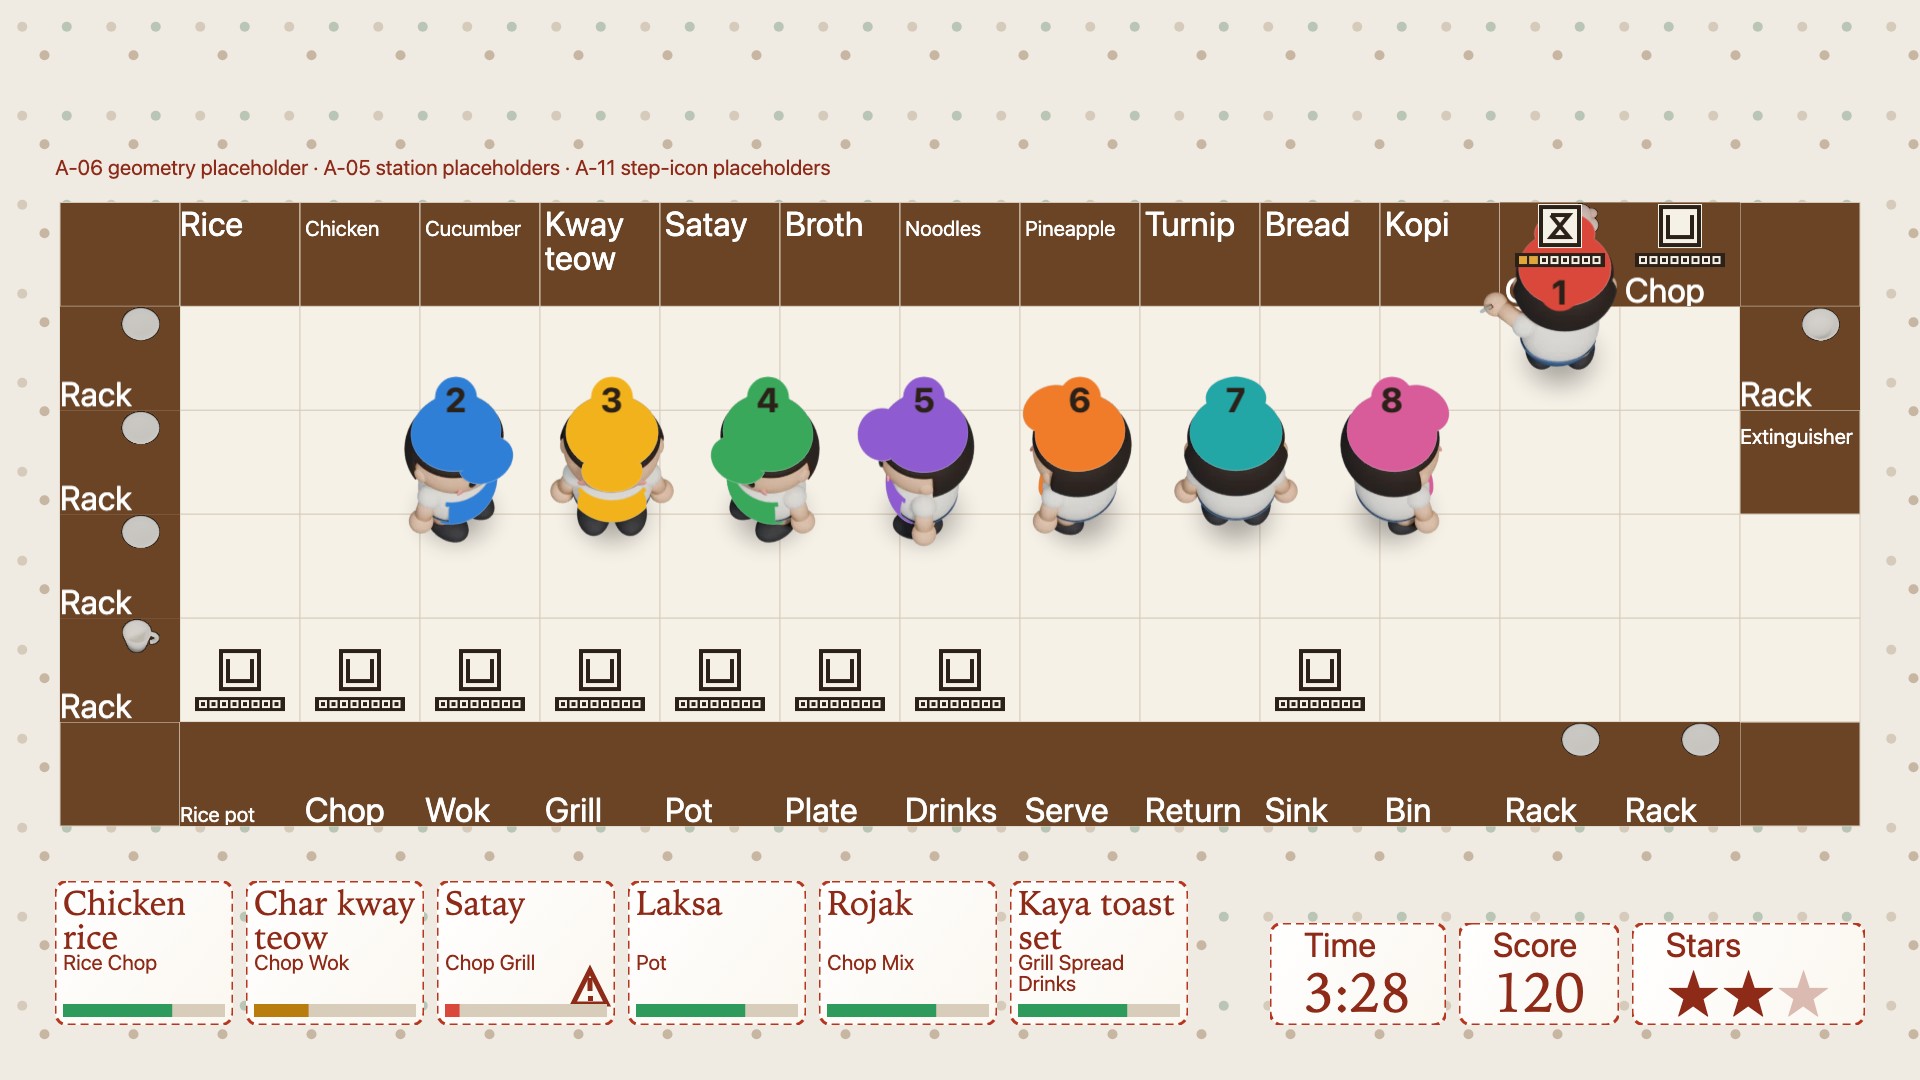 A-06 geometry placeholder · A-05 station placeholders · A-11 step-icon placeholders
Rice
Chicken
Cucumber
Kway
teow
Satay
Broth
Noodles
Pineapple
Turnip
Bread
Kopi
1
Chop
Rack
Rack
2
3
4
5
6
7
8
Extinguisher
Rack
Rack
Rack
Rice pot
Chop
Wok
Grill
Pot
Plate
Drinks
Serve
Return
Sink
Bin
Rack
Rack
Chicken
rice
Rice Chop
Char kway
teow
Chop Wok
Satay
Chop Grill
Laksa
Pot
Rojak
Chop Mix
Kaya toast
set
Grill Spread
Drinks
Time
3:28
Score
120
Stars